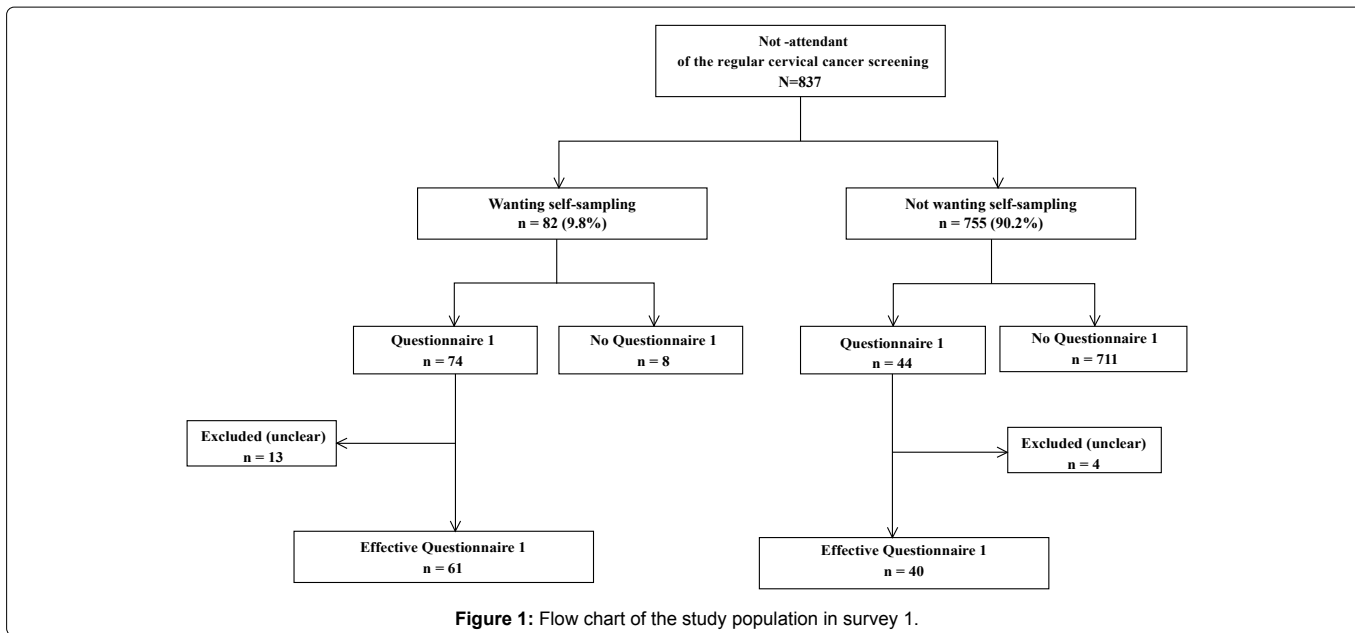 Not -attendant
of the regular cervical cancer screening
N=837
Wanting self-sampling
n = 82 (9.8%)
Not wanting self-sampling
n = 755 (90.2%)
Questionnaire 1
n = 74
No Questionnaire 1
n = 8
Questionnaire 1
n = 44
No Questionnaire 1
n = 711
Excluded (unclear)
n = 13
Excluded (unclear)
n = 4
Effective Questionnaire 1
n = 61
Effective Questionnaire 1
n = 40
Figure 1: Flow chart of the study population in survey 1.